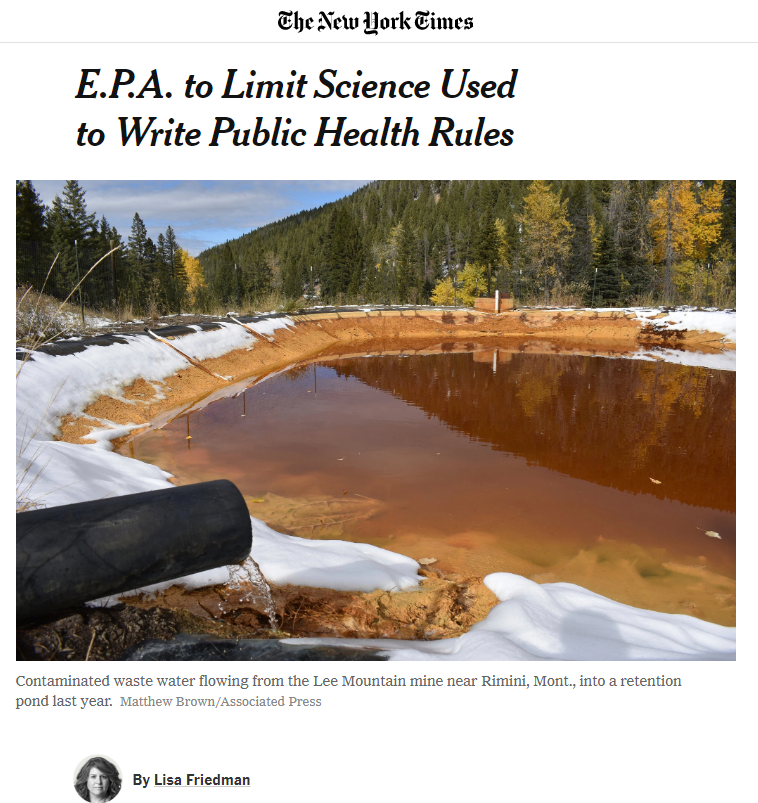 The New York Times
E.P.A. to Limit Science Used
to Write Public Health Rules
Contaminated waste water flowing from the Lee Mountain mine near Rimini, Mont., into a retention
pond last year. Matthew Brown/Associated Press
By Lisa Friedman